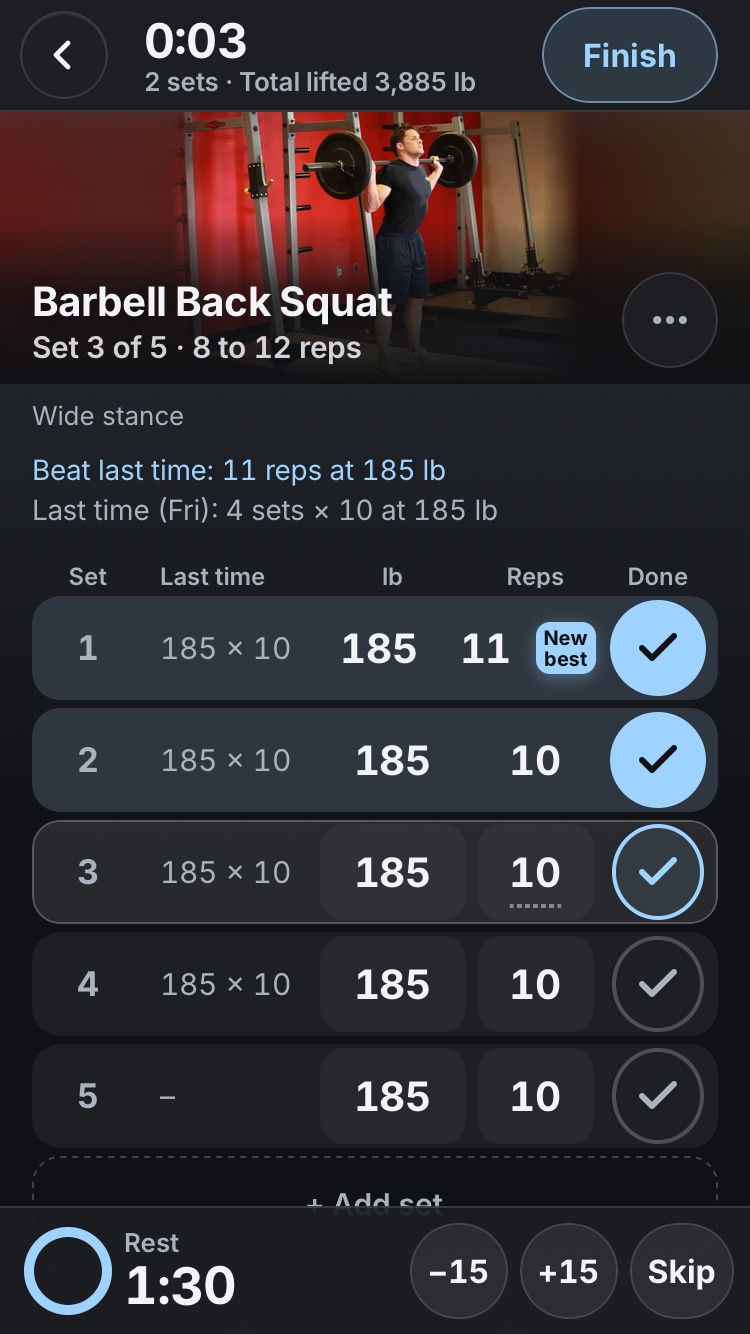 0:03
2 sets · Total lifted 3,885 lb
Finish
Barbell Back Squat
Set 3 of 5 · 8 to 12 reps
Wide stance
Beat last time: 11 reps at 185 lb
Last time (Fri): 4 sets × 10 at 185 lb
Set Last time lb Reps Done
1 185 × 10 185 11 New best
2 185 × 10 185 10
3 185 × 10 185 10
4 185 × 10 185 10
5 – 185 10
+ Add set
Rest
1:30
−15 +15 Skip